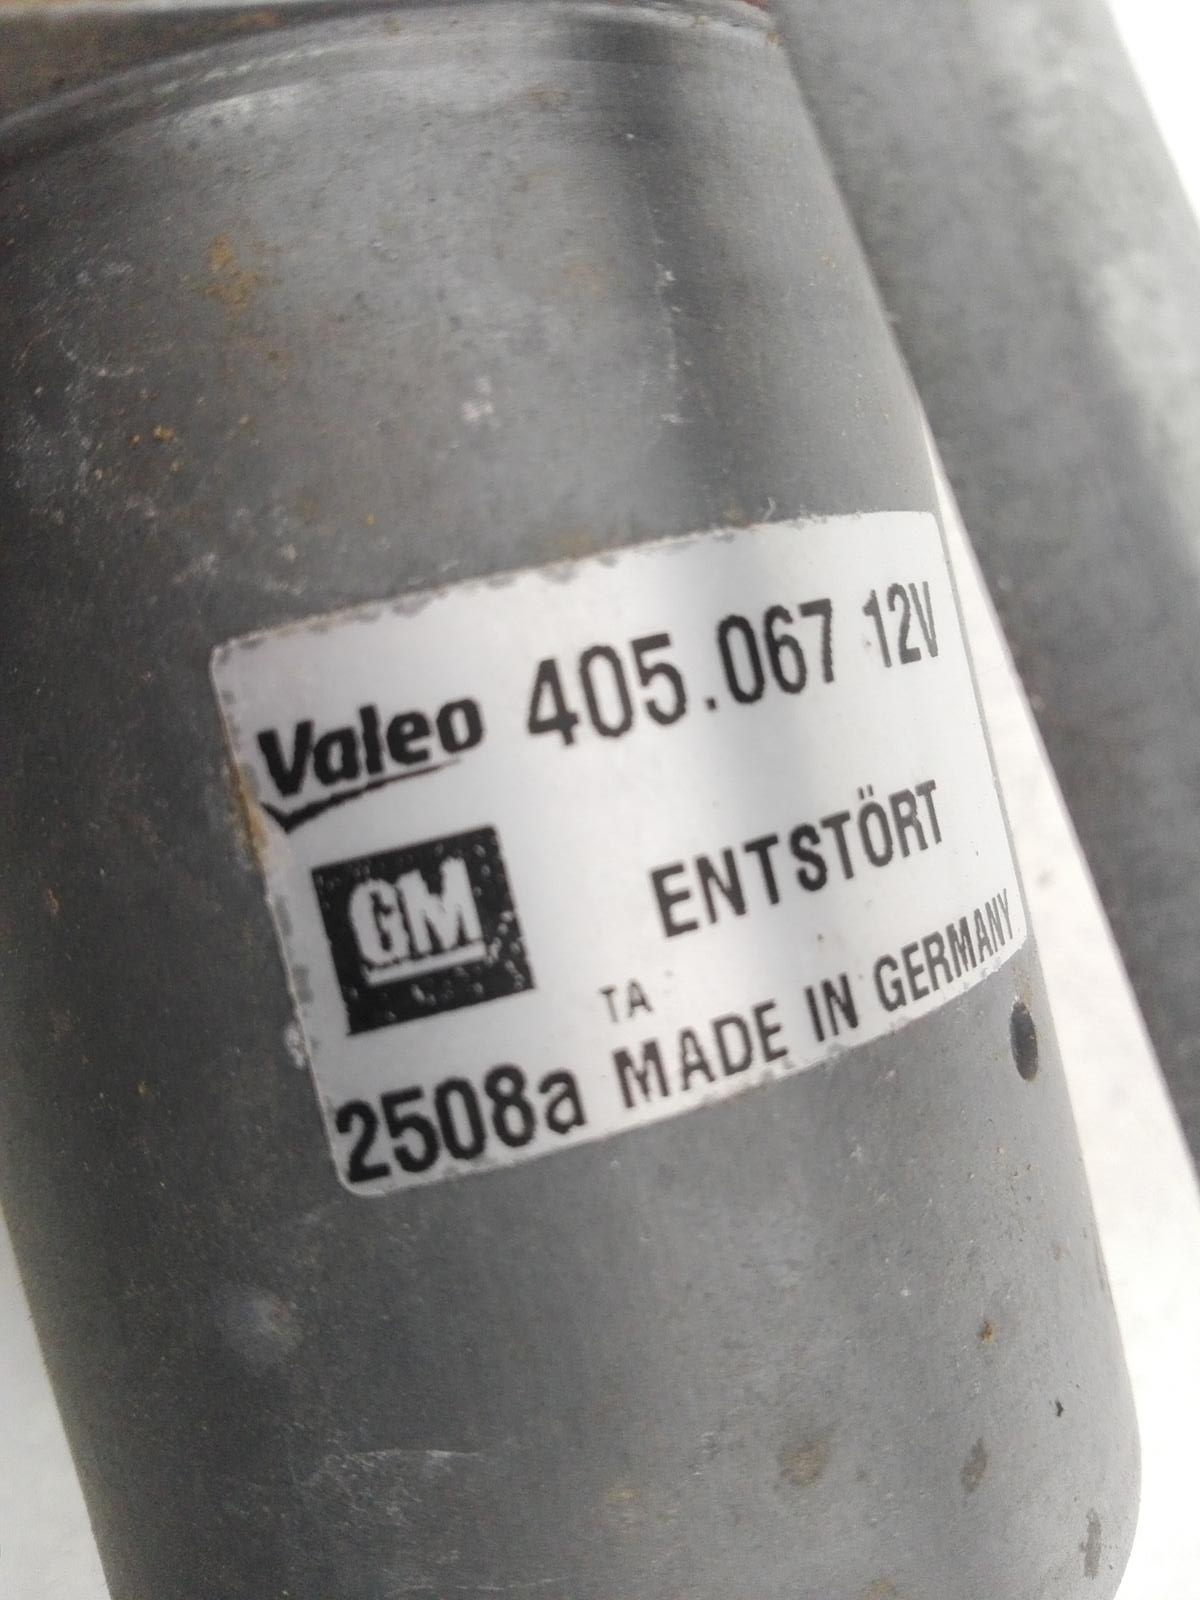 Valeo 405.067 12V
GM ENTSTÖRT
TA
2508a MADE IN GERMANY